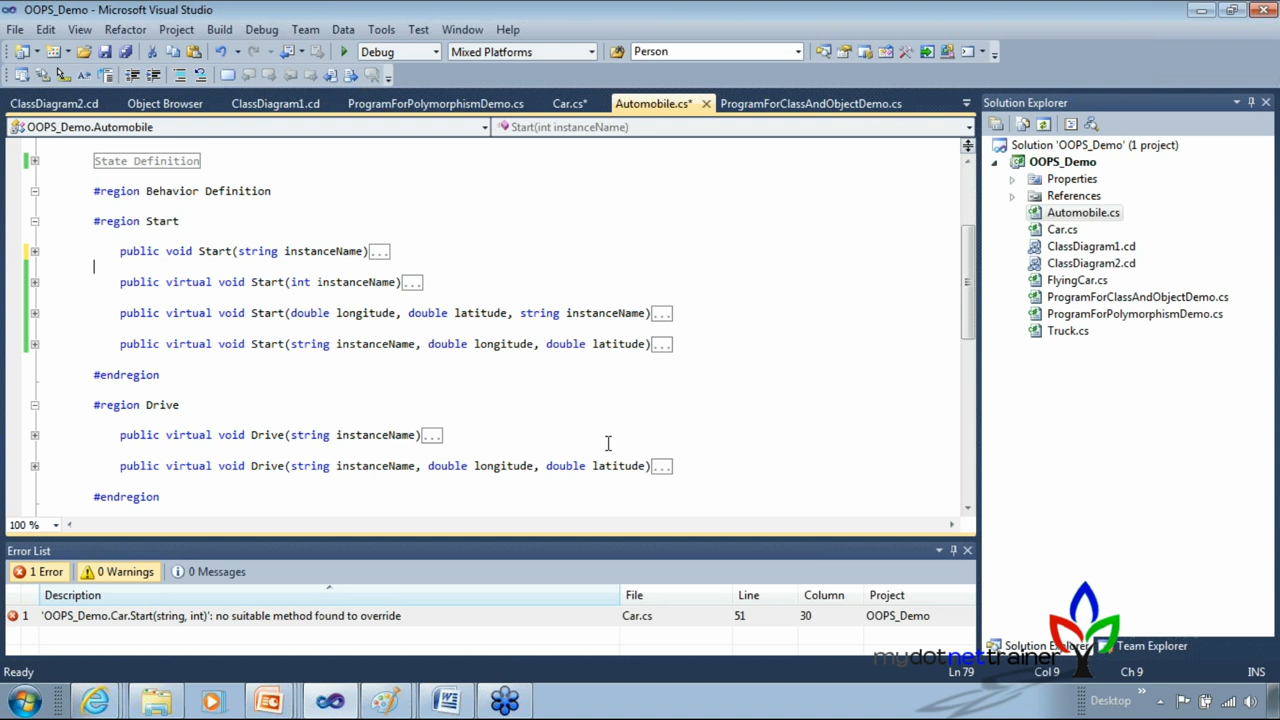 OOPS_Demo - Microsoft Visual Studio
File Edit View Refactor Project Build Debug Team Data Tools Test Window Help
Debug Mixed Platforms Person
ClassDiagram2.cd Object Browser ClassDiagram1.cd ProgramForPolymorphismDemo.cs Car.cs* Automobile.cs* ProgramForClassAndObjectDemo.cs
OOPS_Demo.Automobile Start(int instanceName)
State Definition
#region Behavior Definition
#region Start
public void Start(string instanceName)...
public virtual void Start(int instanceName)...
public virtual void Start(double longitude, double latitude, string instanceName)...
public virtual void Start(string instanceName, double longitude, double latitude)...
#endregion
#region Drive
public virtual void Drive(string instanceName)...
public virtual void Drive(string instanceName, double longitude, double latitude)...
#endregion
100 %
Solution Explorer
Solution 'OOPS_Demo' (1 project)
OOPS_Demo
Properties
References
Automobile.cs
Car.cs
ClassDiagram1.cd
ClassDiagram2.cd
FlyingCar.cs
ProgramForClassAndObjectDemo.cs
ProgramForPolymorphismDemo.cs
Truck.cs
Error List
1 Error 0 Warnings 0 Messages
Description File Line Column Project
1 'OOPS_Demo.Car.Start(string, int)': no suitable method found to override Car.cs 51 30 OOPS_Demo
Solution Explorer Team Explorer
mydotnettrainer
Ready Ln 79 Col 9 Ch 9 INS
Desktop